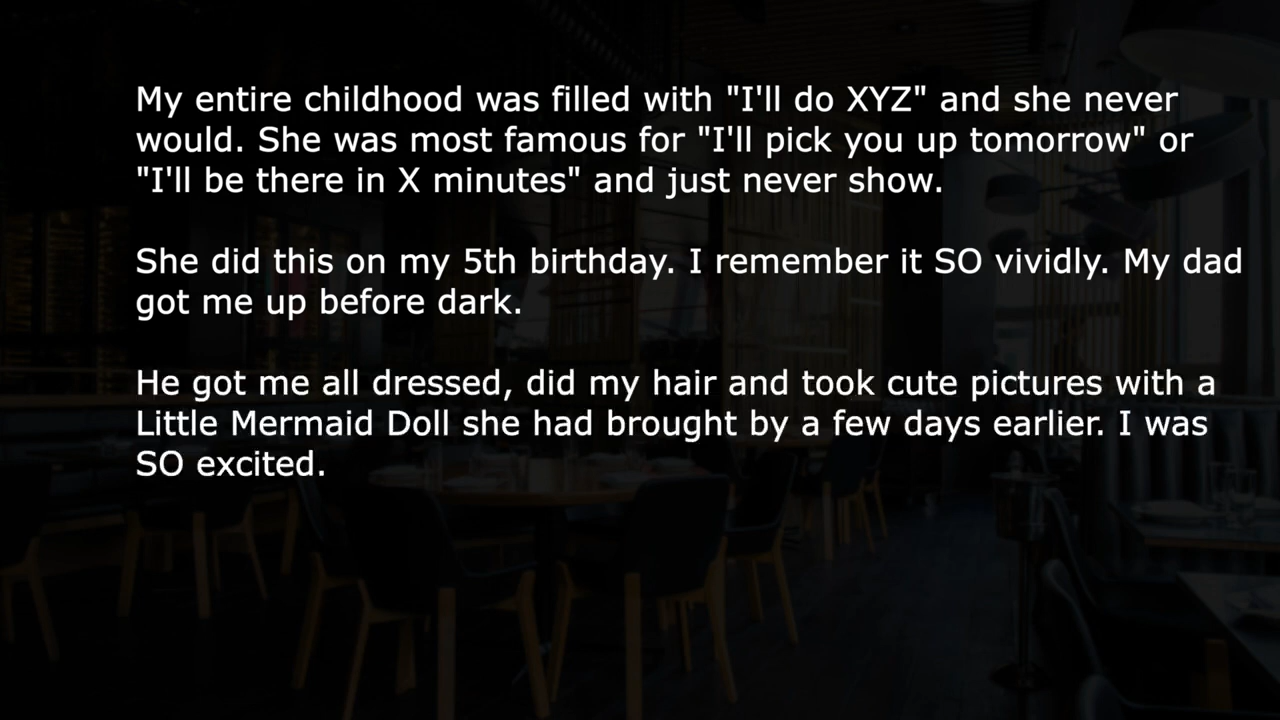 My entire childhood was filled with "I'll do XYZ" and she never
would. She was most famous for "I'll pick you up tomorrow" or
"I'll be there in X minutes" and just never show.
She did this on my 5th birthday. I remember it SO vividly. My dad
got me up before dark.
He got me all dressed, did my hair and took cute pictures with a
Little Mermaid Doll she had brought by a few days earlier. I was
SO excited.